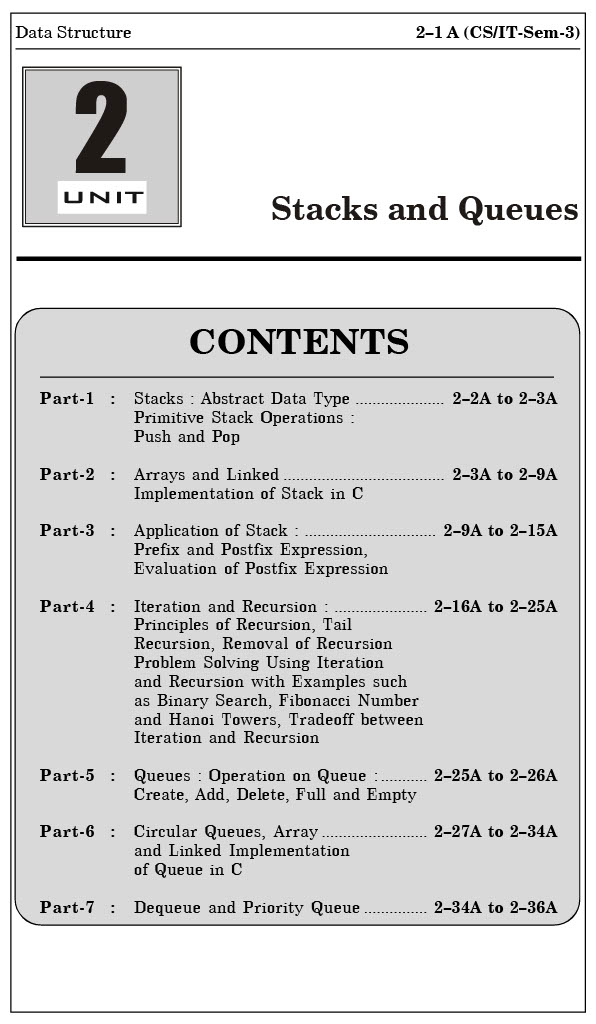 Data Structure 2–1 A (CS/IT-Sem-3)
2
UNIT
Stacks and Queues
CONTENTS
Part-1 : Stacks : Abstract Data Type ..................... 2–2A to 2–3A
Primitive Stack Operations :
Push and Pop
Part-2 : Arrays and Linked ...................................... 2–3A to 2–9A
Implementation of Stack in C
Part-3 : Application of Stack : ............................... 2–9A to 2–15A
Prefix and Postfix Expression,
Evaluation of Postfix Expression
Part-4 : Iteration and Recursion : ...................... 2–16A to 2–25A
Principles of Recursion, Tail
Recursion, Removal of Recursion
Problem Solving Using Iteration
and Recursion with Examples such
as Binary Search, Fibonacci Number
and Hanoi Towers, Tradeoff between
Iteration and Recursion
Part-5 : Queues : Operation on Queue :........... 2–25A to 2–26A
Create, Add, Delete, Full and Empty
Part-6 : Circular Queues, Array ......................... 2–27A to 2–34A
and Linked Implementation
of Queue in C
Part-7 : Dequeue and Priority Queue ............... 2–34A to 2–36A